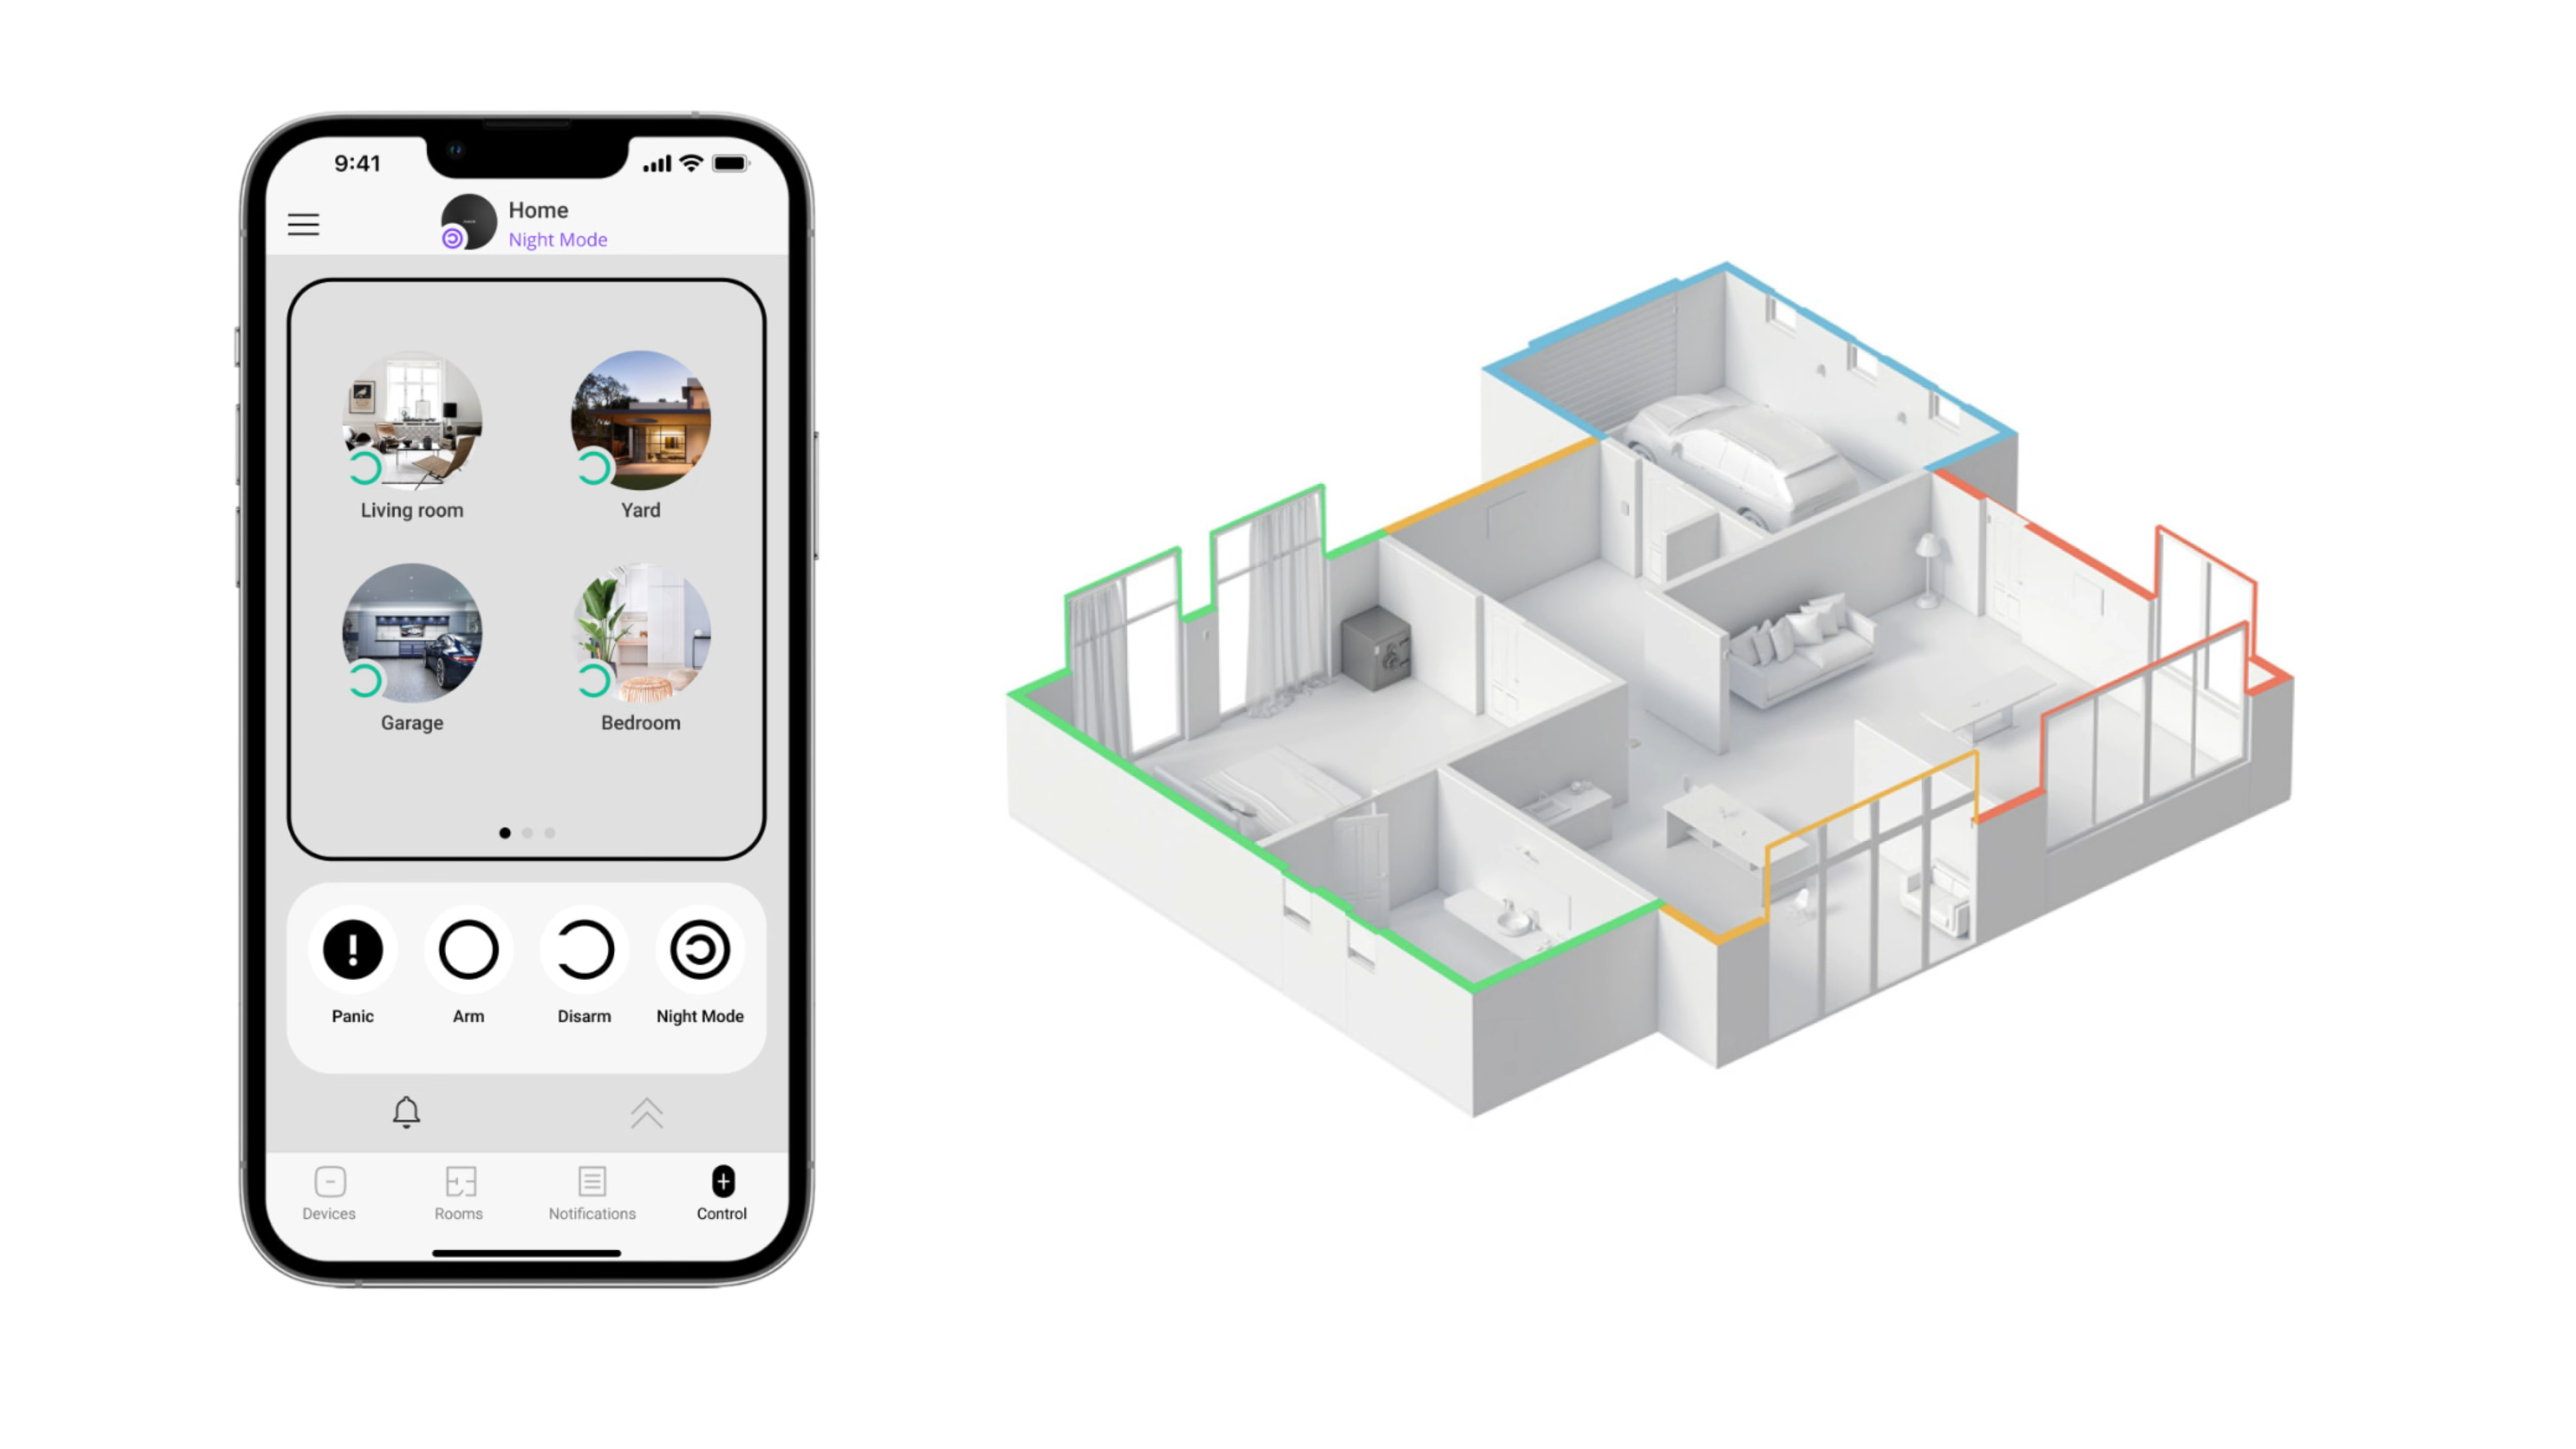 9:41
Home
Night Mode
Living room
Yard
Garage
Bedroom
Panic
Arm
Disarm
Night Mode
Devices
Rooms
Notifications
Control